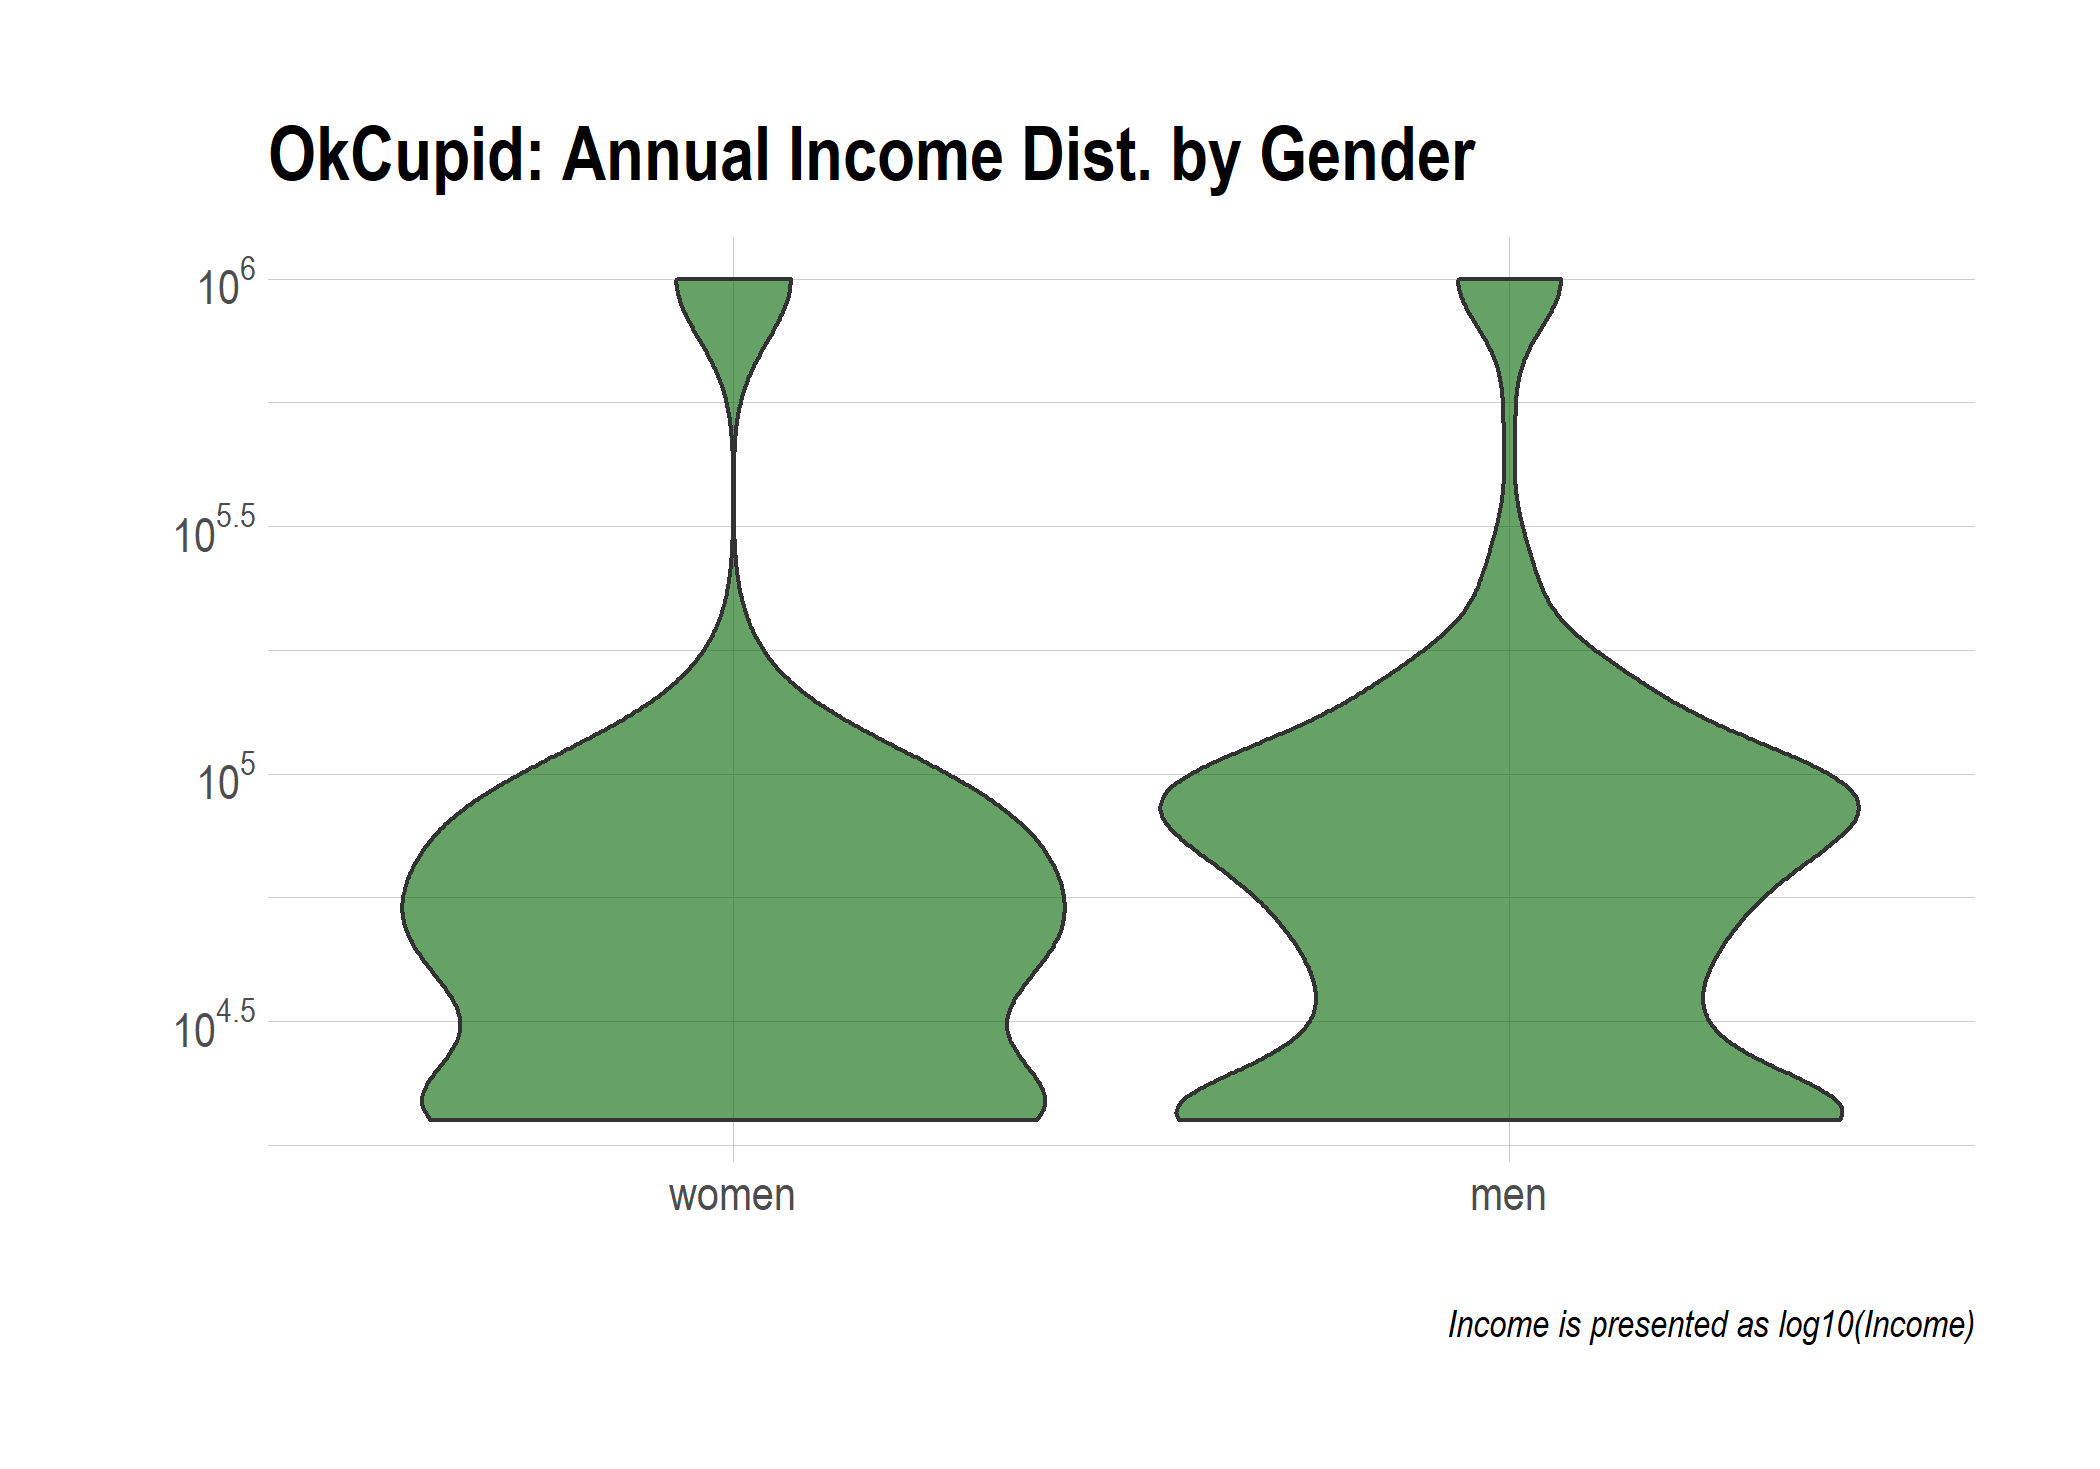 OkCupid: Annual Income Dist. by Gender
10^6
10^5.5
10^5
10^4.5
women men
Income is presented as log10(Income)